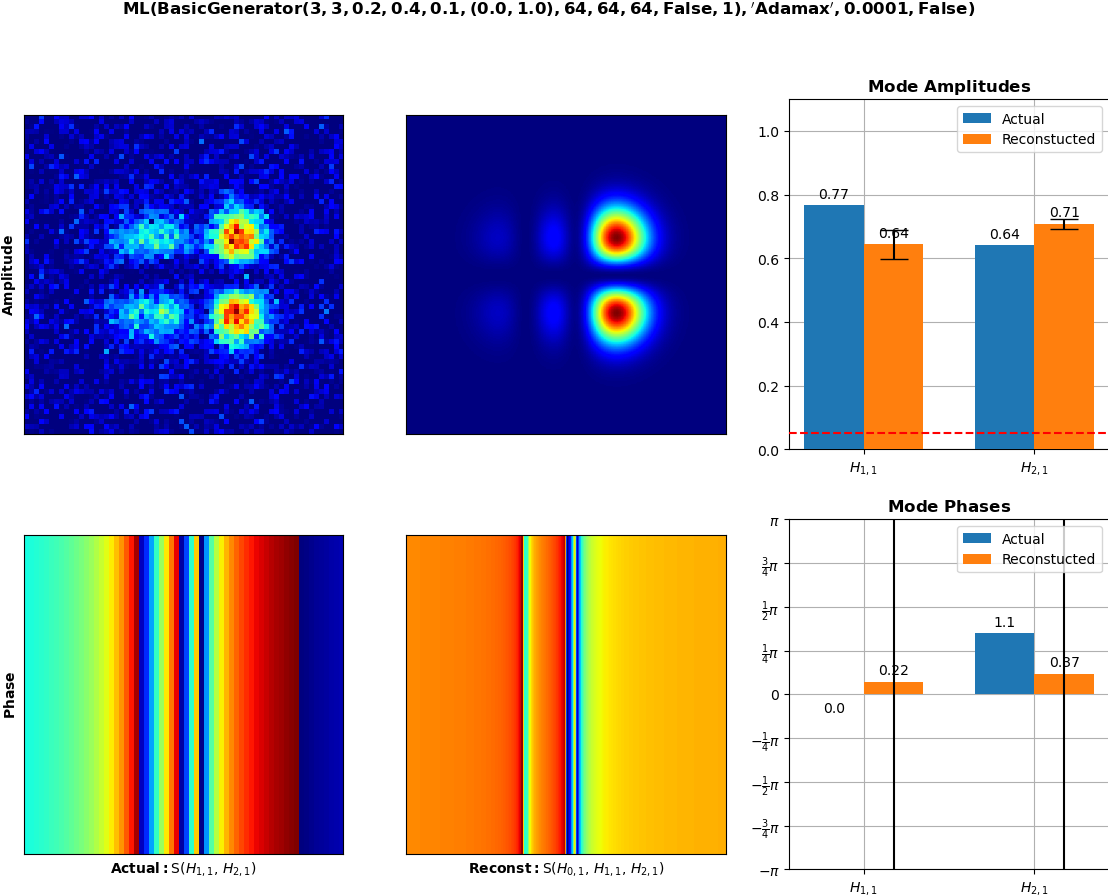 ML(BasicGenerator(3, 3, 0.2, 0.4, 0.1, (0.0, 1.0), 64, 64, 64, False, 1), ′Adamax′, 0.0001, False)
Amplitude
Mode Amplitudes
Actual
Reconstucted
1.0
0.8
0.6
0.4
0.2
0.0
0.77
0.64
0.64
0.71
H₁,₁
H₂,₁
Phase
Actual: S(H₁,₁, H₂,₁)
Reconst: S(H₀,₁, H₁,₁, H₂,₁)
Mode Phases
Actual
Reconstucted
π
3/4π
1/2π
1/4π
0
−1/4π
−1/2π
−3/4π
−π
0.0
0.22
1.1
0.37
H₁,₁
H₂,₁